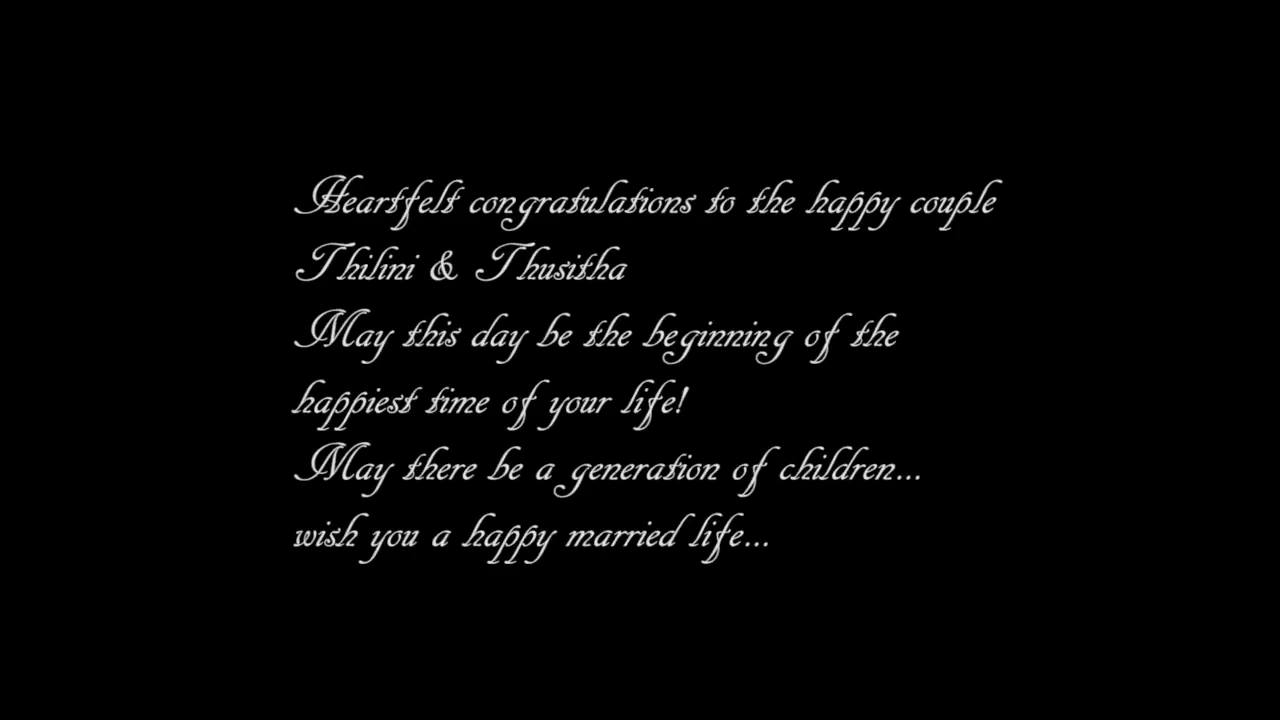 Heartfelt congratulations to the happy couple
Thilini & Thusitha
May this day be the beginning of the
happiest time of your life!
May there be a generation of children...
wish you a happy married life...